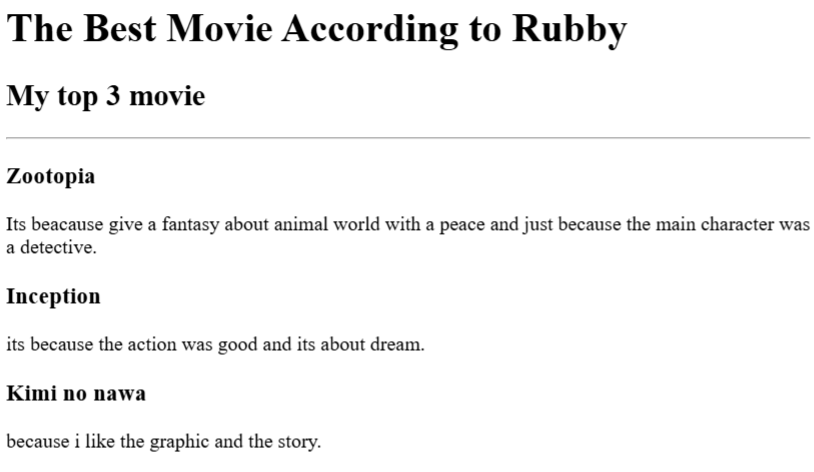 The Best Movie According to Rubby
My top 3 movie
Zootopia
Its beacause give a fantasy about animal world with a peace and just because the main character was
a detective.
Inception
its because the action was good and its about dream.
Kimi no nawa
because i like the graphic and the story.